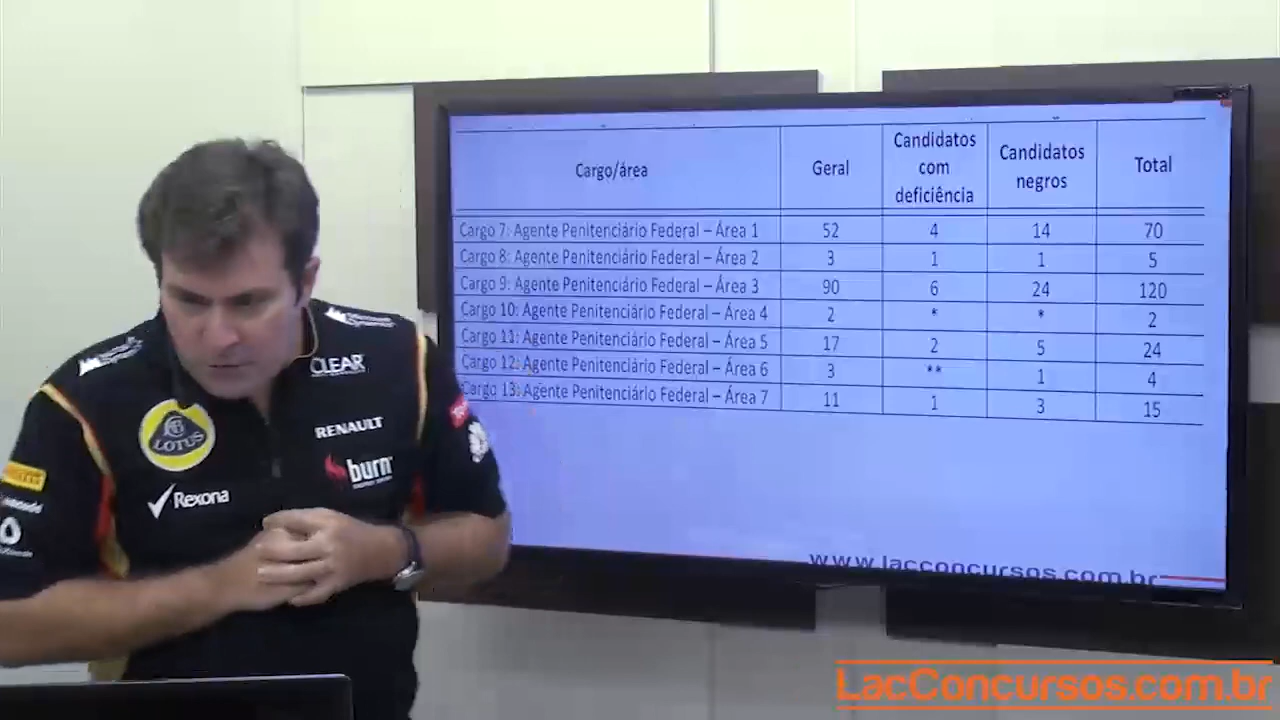 Cargo/área Geral Candidatos com deficiência Candidatos negros Total
Cargo 7: Agente Penitenciário Federal – Área 1 52 4 14 70
Cargo 8: Agente Penitenciário Federal – Área 2 3 1 1 5
Cargo 9: Agente Penitenciário Federal – Área 3 90 6 24 120
Cargo 10: Agente Penitenciário Federal – Área 4 2 * * 2
Cargo 11: Agente Penitenciário Federal – Área 5 17 2 5 24
Cargo 12: Agente Penitenciário Federal – Área 6 3 ** 1 4
Cargo 13: Agente Penitenciário Federal – Área 7 11 1 3 15
www.lacconcursos.com.br
CLEAR
LOTUS
RENAULT
burn
Rexona
PIRELLI
LacConcursos.com.br